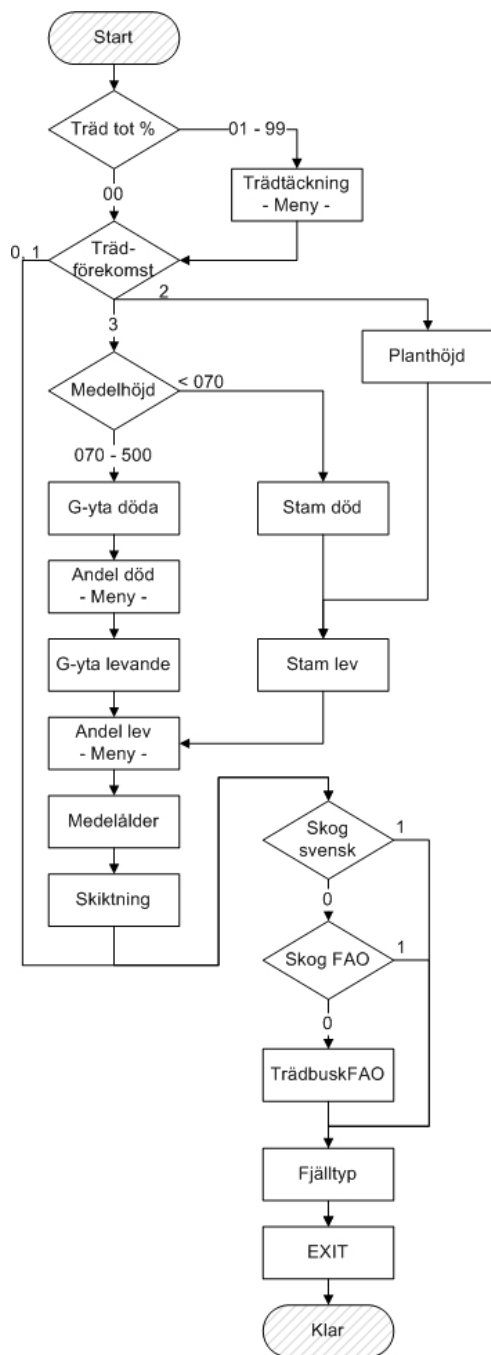 Start
Träd tot %
01 - 99
Trädtäckning
- Meny -
00
0, 1
Träd-
förekomst
2
3
Planthöjd
Medelhöjd
< 070
070 - 500
G-yta döda
Stam död
Andel död
- Meny -
G-yta levande
Stam lev
Andel lev
- Meny -
Medelålder
Skog
svensk
1
Skiktning
0
Skog FAO
1
0
TrädbuskFAO
Fjälltyp
EXIT
Klar